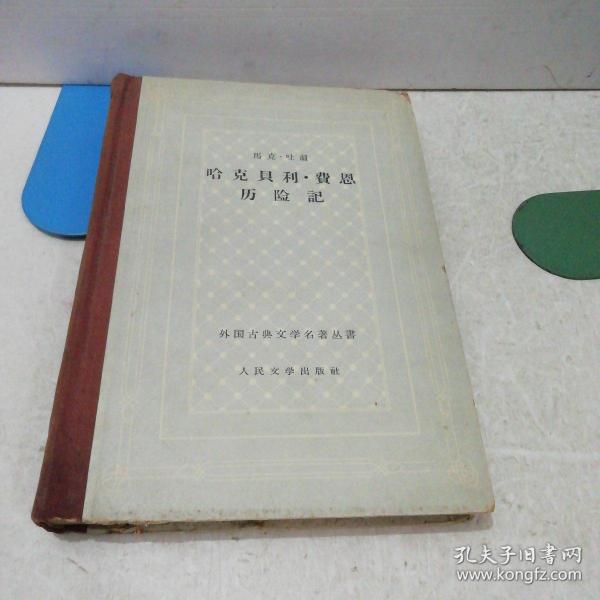 馬克·吐溫
哈克貝利·費恩
历险記
外国古典文学名著丛書
人民文学出版社
孔夫子旧书网
www.kongfz.com